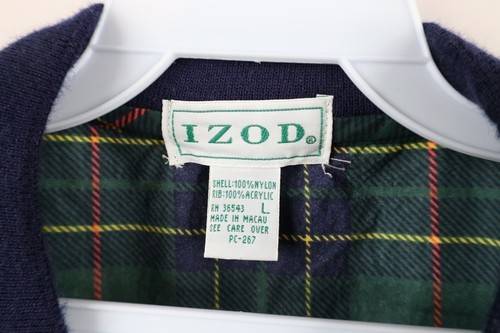 IZOD®
SHELL:100%NYLON
RIB:100%ACRYLIC
RN 36543 L
MADE IN MACAU
SEE CARE OVER
PC-267